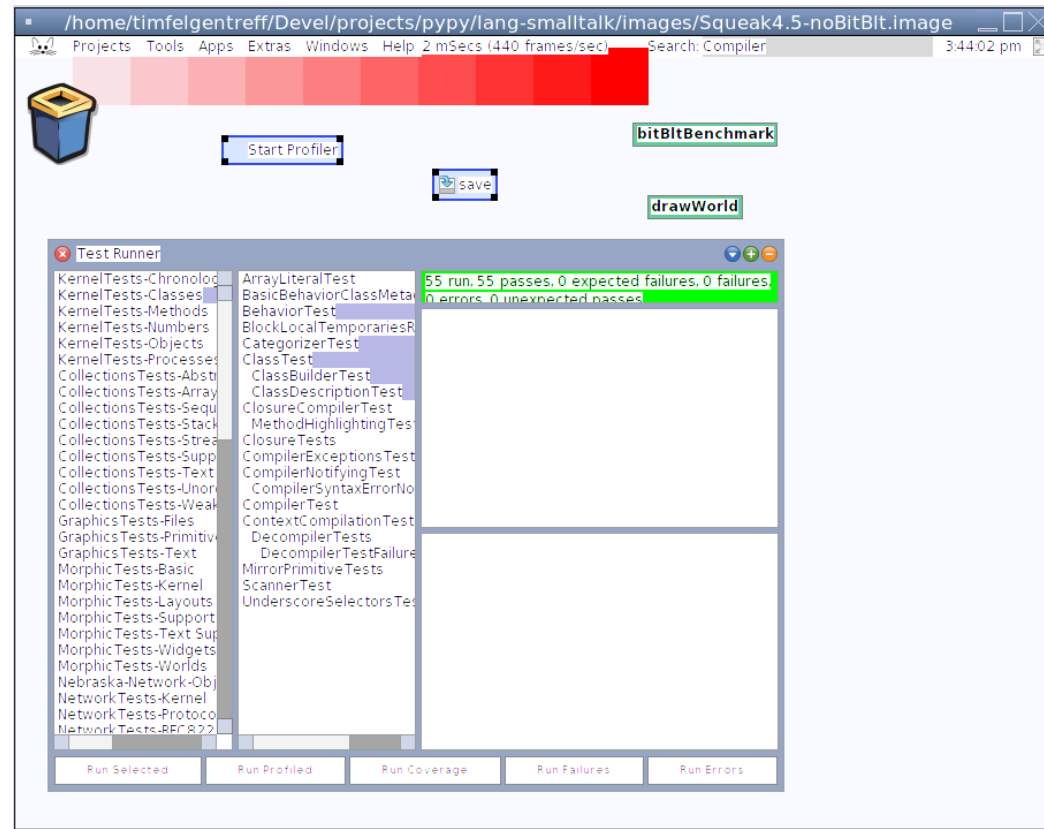 /home/timfelgentreff/Devel/projects/pypy/lang-smalltalk/images/Squeak4.5-noBitBlt.image
Projects Tools Apps Extras Windows Help 2 mSecs (440 frames/sec) Search: Compiler 3:44:02 pm
bitBltBenchmark
Start Profiler
save
drawWorld
Test Runner
KernelTests-Chronolog
KernelTests-Classes
KernelTests-Methods
KernelTests-Numbers
KernelTests-Objects
KernelTests-Processes
CollectionsTests-Abstr
CollectionsTests-Array
CollectionsTests-Sequ
CollectionsTests-Stack
CollectionsTests-Strea
CollectionsTests-Supp
CollectionsTests-Text
CollectionsTests-Unor
CollectionsTests-Weak
GraphicsTests-Files
GraphicsTests-Primitiv
GraphicsTests-Text
MorphicTests-Basic
MorphicTests-Kernel
MorphicTests-Layouts
MorphicTests-Support
MorphicTests-Text Sup
MorphicTests-Widgets
MorphicTests-Worlds
Nebraska-Network-Obj
NetworkTests-Kernel
NetworkTests-Protoco
NetworkTests-RFC822
ArrayLiteralTest
BasicBehaviorClassMeta
BehaviorTest
BlockLocalTemporariesR
CategorizerTest
ClassTest
ClassBuilderTest
ClassDescriptionTest
ClosureCompilerTest
MethodHighlightingTes
ClosureTests
CompilerExceptionsTest
CompilerNotifyingTest
CompilerSyntaxErrorNo
CompilerTest
ContextCompilationTest
DecompilerTests
DecompilerTestFailure
MirrorPrimitiveTests
ScannerTest
UnderscoreSelectorsTes
55 run, 55 passes, 0 expected failures, 0 failures,
0 errors, 0 unexpected passes
Run Selected Run Profiled Run Coverage Run Failures Run Errors